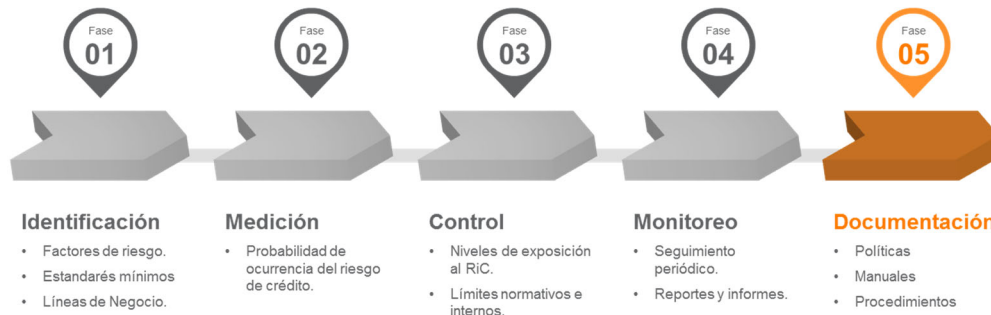 Fase
01
Fase
02
Fase
03
Fase
04
Fase
05
Identificación
• Factores de riesgo.
• Estandarés mínimos
• Líneas de Negocio.
Medición
• Probabilidad de
ocurrencia del riesgo
de crédito.
Control
• Niveles de exposición
al RiC.
• Límites normativos e
internos.
Monitoreo
• Seguimiento
periódico.
• Reportes y informes.
Documentación
• Políticas
• Manuales
• Procedimientos